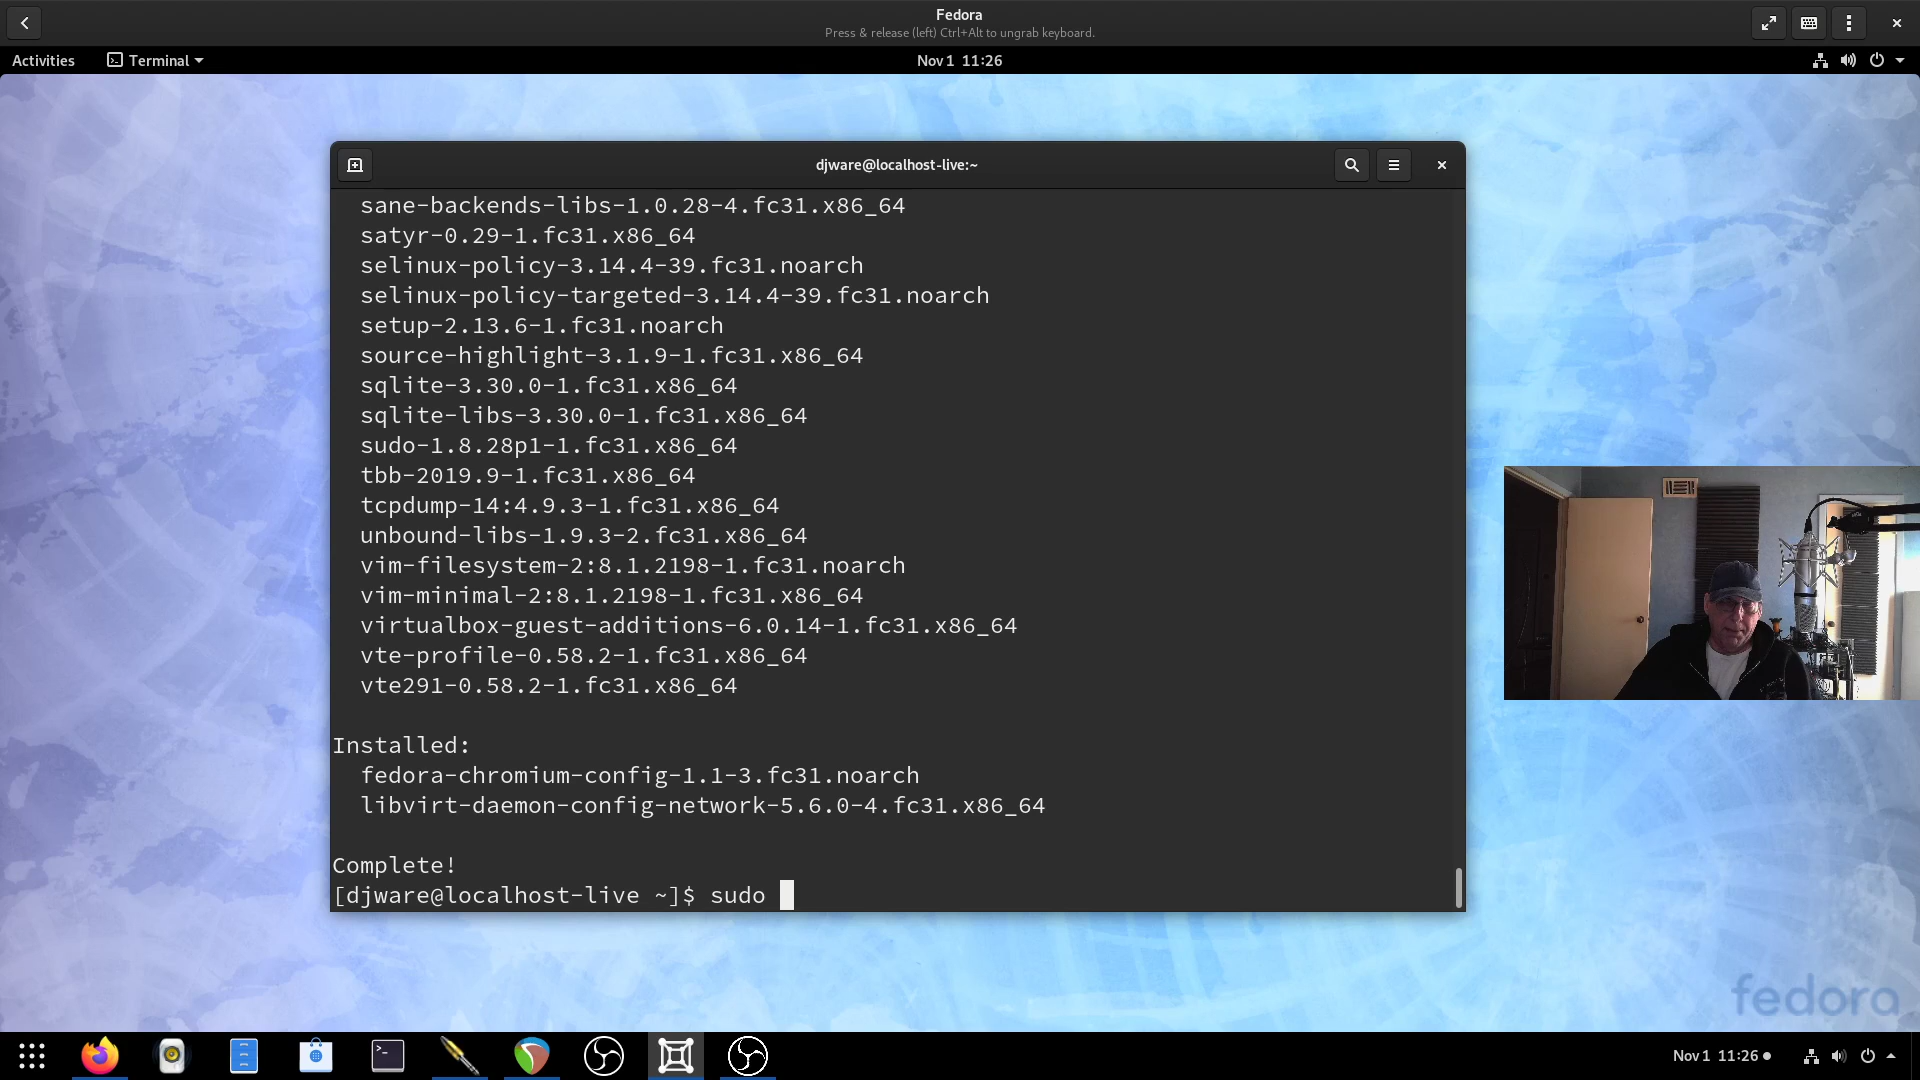 Fedora
Press & release (left) Ctrl+Alt to ungrab keyboard.
Activities
Terminal
Nov 1 11:26
djware@localhost-live:~
sane-backends-libs-1.0.28-4.fc31.x86_64
satyr-0.29-1.fc31.x86_64
selinux-policy-3.14.4-39.fc31.noarch
selinux-policy-targeted-3.14.4-39.fc31.noarch
setup-2.13.6-1.fc31.noarch
source-highlight-3.1.9-1.fc31.x86_64
sqlite-3.30.0-1.fc31.x86_64
sqlite-libs-3.30.0-1.fc31.x86_64
sudo-1.8.28p1-1.fc31.x86_64
tbb-2019.9-1.fc31.x86_64
tcpdump-14:4.9.3-1.fc31.x86_64
unbound-libs-1.9.3-2.fc31.x86_64
vim-filesystem-2:8.1.2198-1.fc31.noarch
vim-minimal-2:8.1.2198-1.fc31.x86_64
virtualbox-guest-additions-6.0.14-1.fc31.x86_64
vte-profile-0.58.2-1.fc31.x86_64
vte291-0.58.2-1.fc31.x86_64
Installed:
fedora-chromium-config-1.1-3.fc31.noarch
libvirt-daemon-config-network-5.6.0-4.fc31.x86_64
Complete!
[djware@localhost-live ~]$ sudo
fedora
Nov 1 11:26